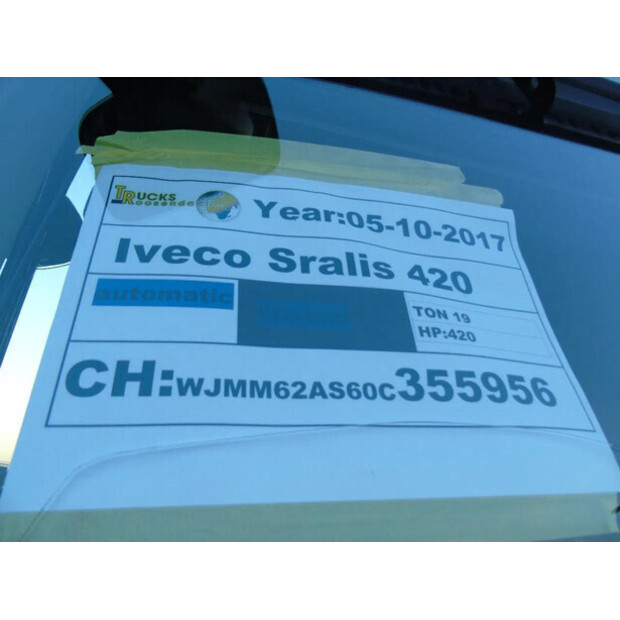 TRUCKS
Roosendaal
Year:05-10-2017
Iveco Sralis 420
automatic
TON 19
HP:420
CH:WJMM62AS60C355956